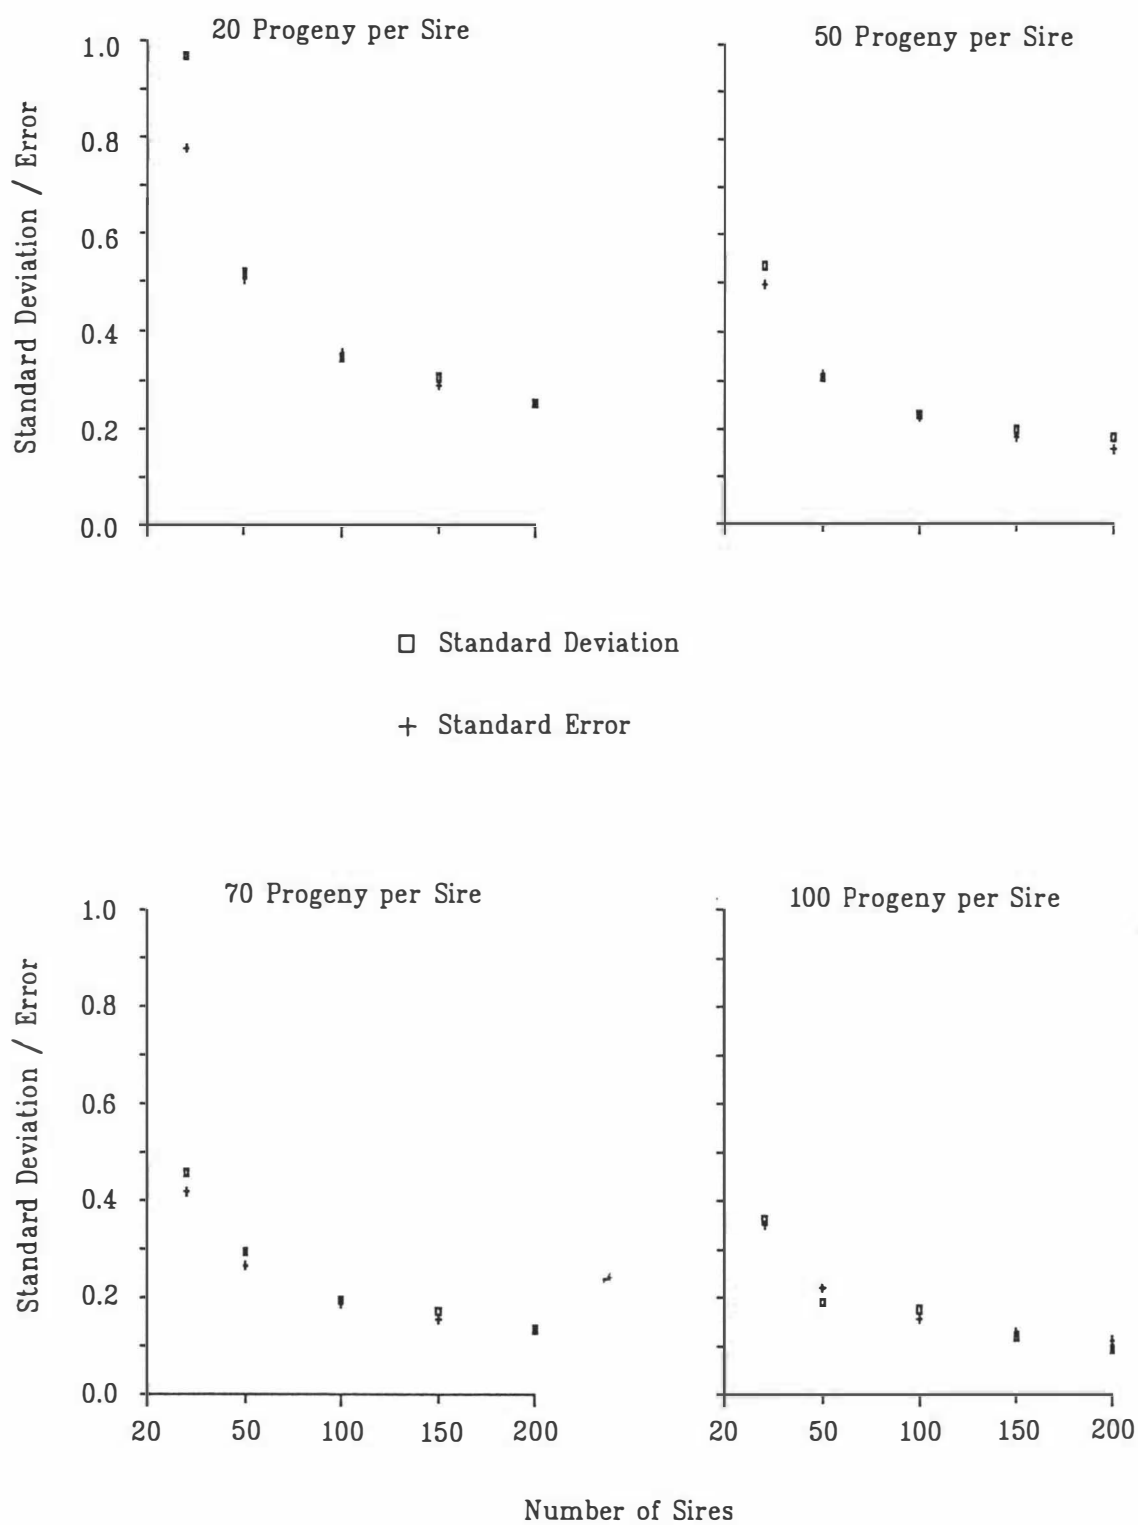 20 Progeny per Sire
50 Progeny per Sire
Standard Deviation / Error
1.0
0.8
0.6
0.4
0.2
0.0
□ Standard Deviation
+ Standard Error
70 Progeny per Sire
100 Progeny per Sire
Standard Deviation / Error
1.0
0.8
0.6
0.4
0.2
0.0
20 50 100 150 200
20 50 100 150 200
Number of Sires